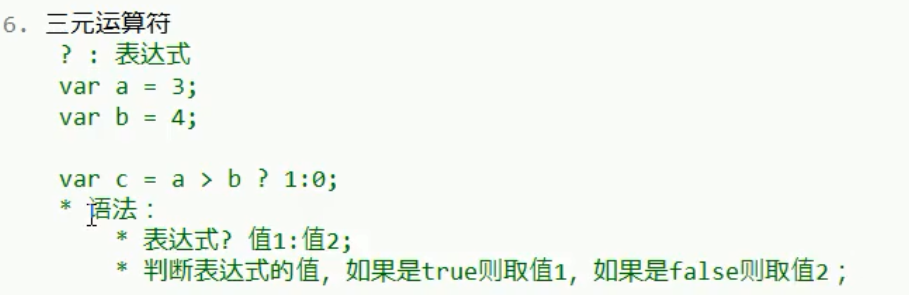 6. 三元运算符
? : 表达式
var a = 3;
var b = 4;
var c = a > b ? 1:0;
* 语法：
* 表达式? 值1:值2;
* 判断表达式的值，如果是true则取值1，如果是false则取值2；